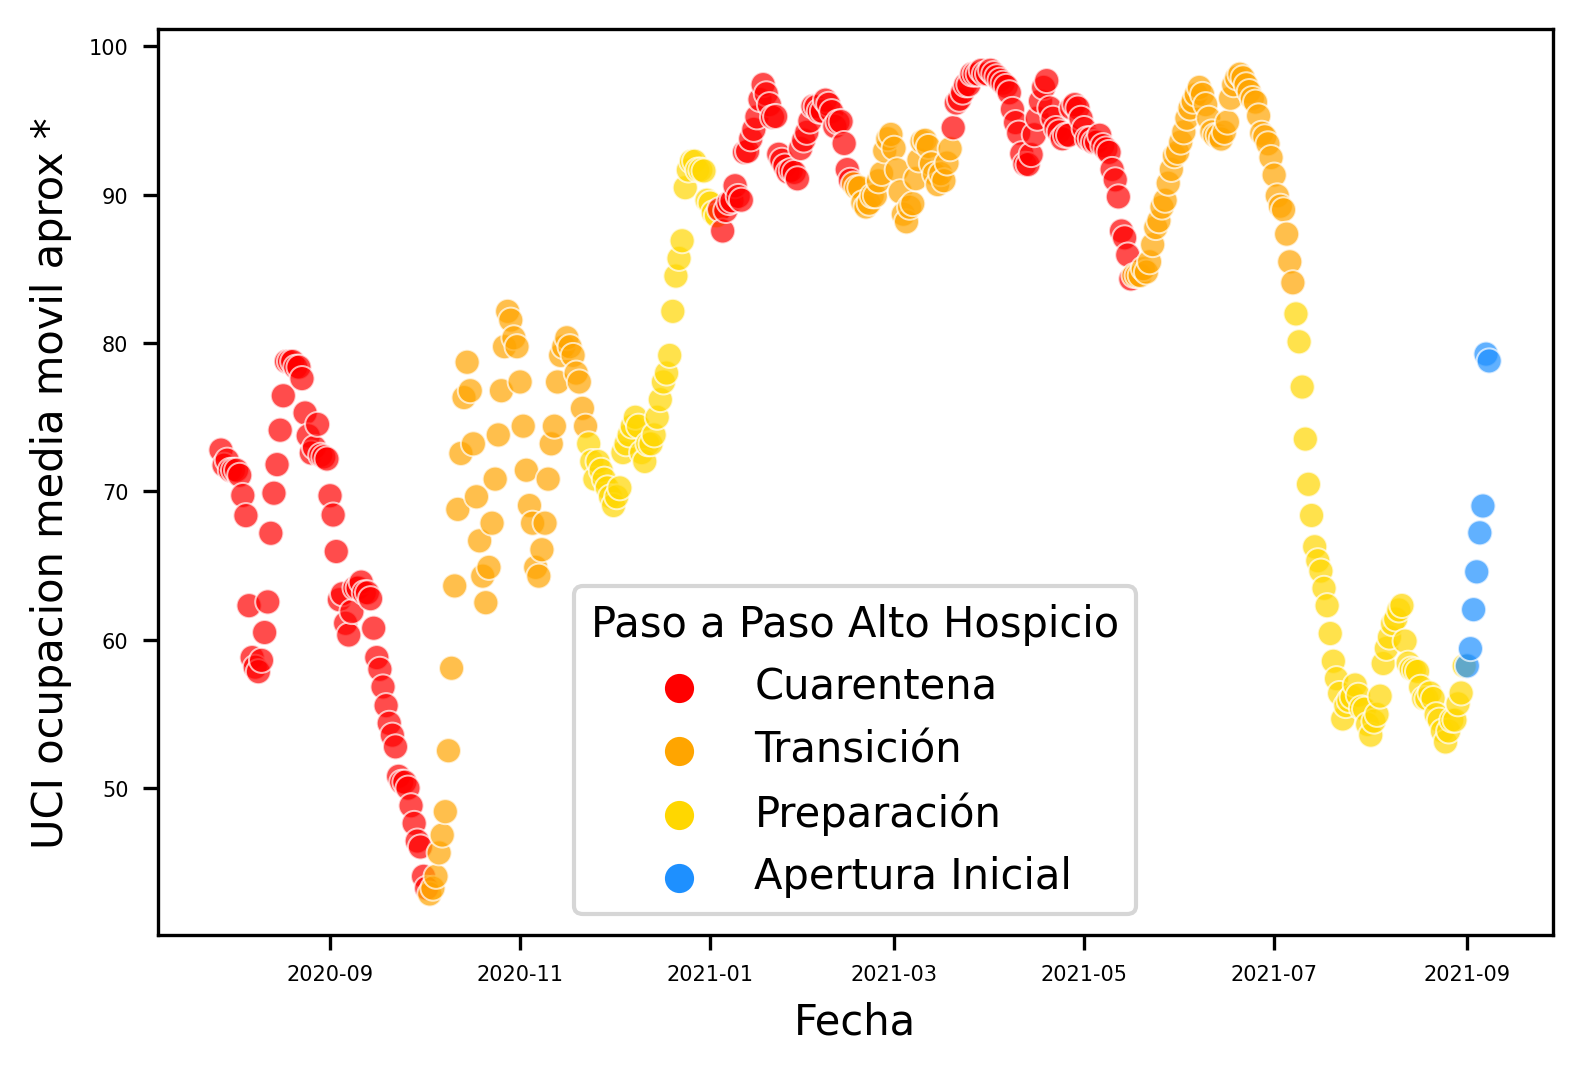 UCI ocupacion media movil aprox *
100
90
80
70
60
50
Paso a Paso Alto Hospicio
Cuarentena
Transición
Preparación
Apertura Inicial
2020-09
2020-11
2021-01
2021-03
2021-05
2021-07
2021-09
Fecha